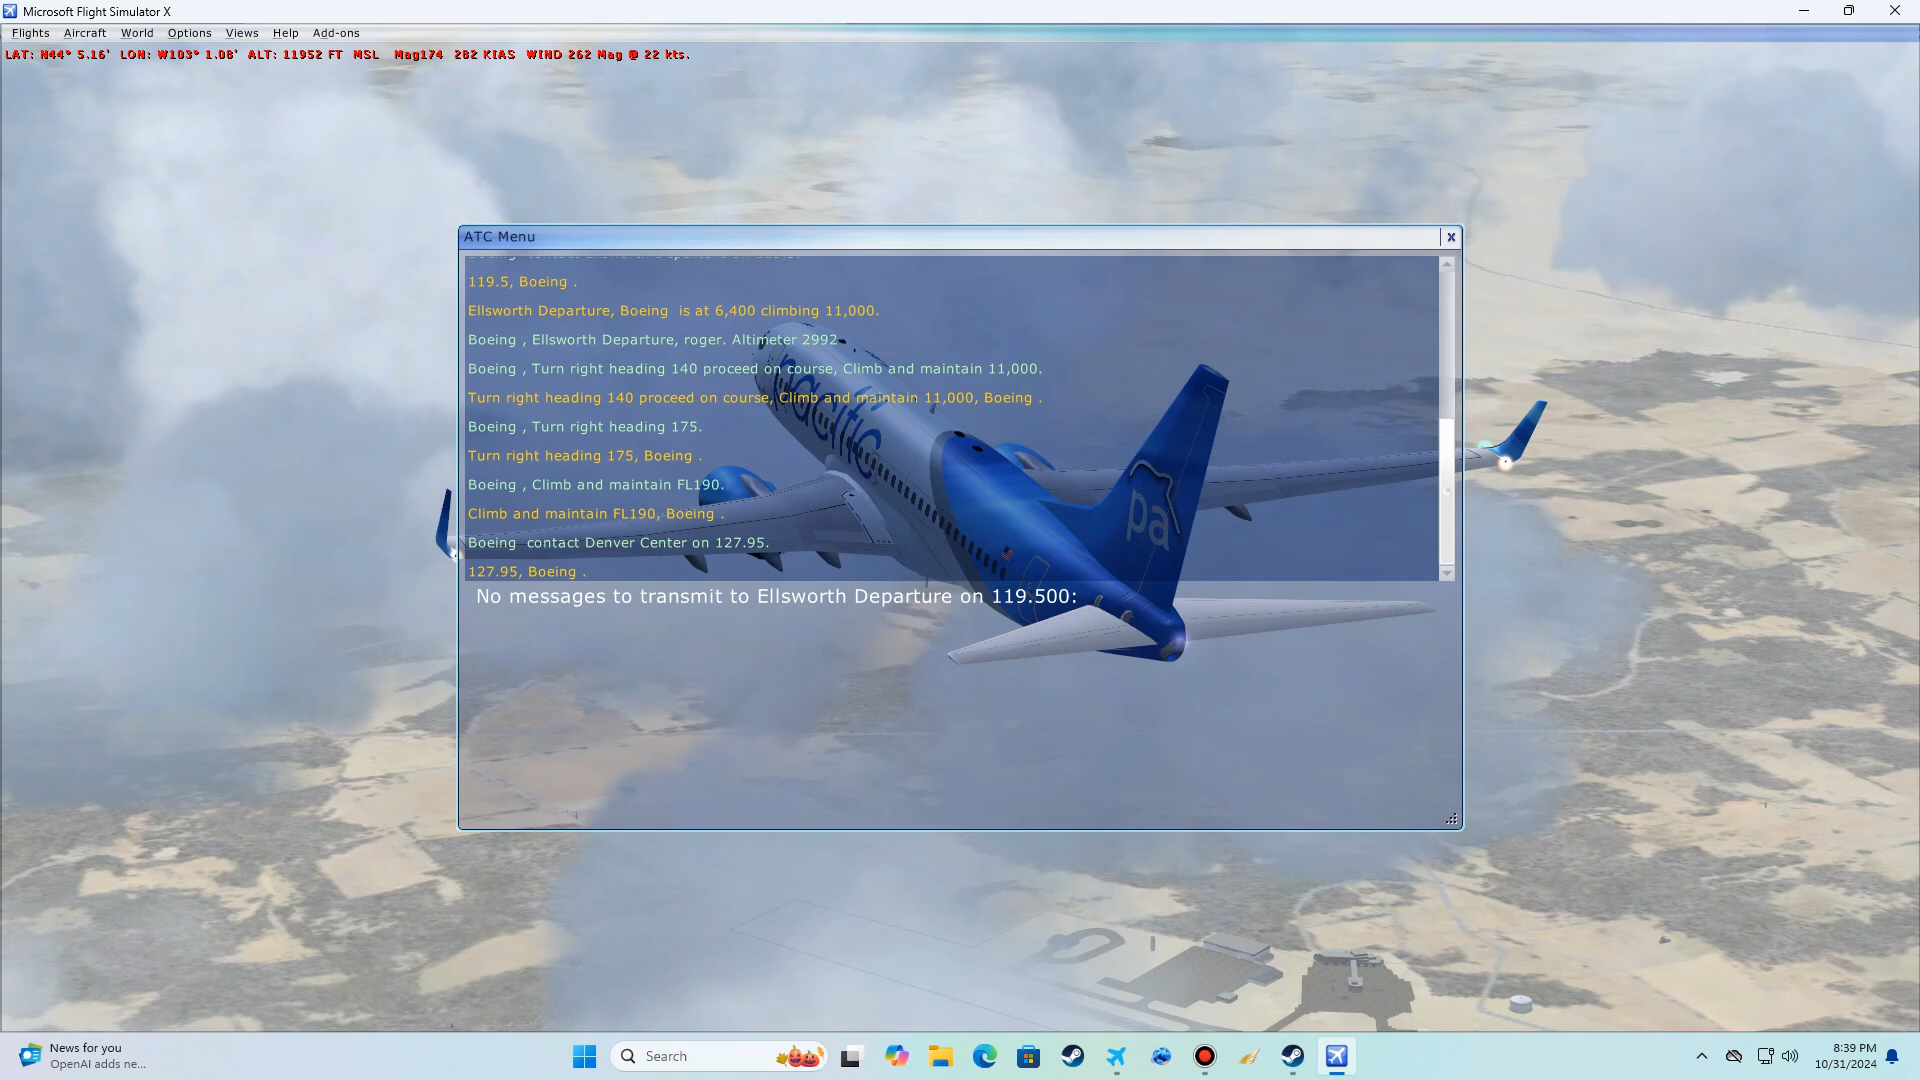 Microsoft Flight Simulator X
Flights Aircraft World Options Views Help Add-ons
LAT: N44° 5.16' LON: W103° 1.08' ALT: 11952 FT MSL Mag174 282 KIAS WIND 262 Mag @ 22 kts.
ATC Menu
x
119.5, Boeing .
Ellsworth Departure, Boeing is at 6,400 climbing 11,000.
Boeing , Ellsworth Departure, roger. Altimeter 2992.
Boeing , Turn right heading 140 proceed on course, Climb and maintain 11,000.
Turn right heading 140 proceed on course, Climb and maintain 11,000, Boeing .
Boeing , Turn right heading 175.
Turn right heading 175, Boeing .
Boeing , Climb and maintain FL190.
Climb and maintain FL190, Boeing .
Boeing contact Denver Center on 127.95.
127.95, Boeing .
No messages to transmit to Ellsworth Departure on 119.500:
pacific
pa
News for you
OpenAI adds ne...
Search
8:39 PM
10/31/2024